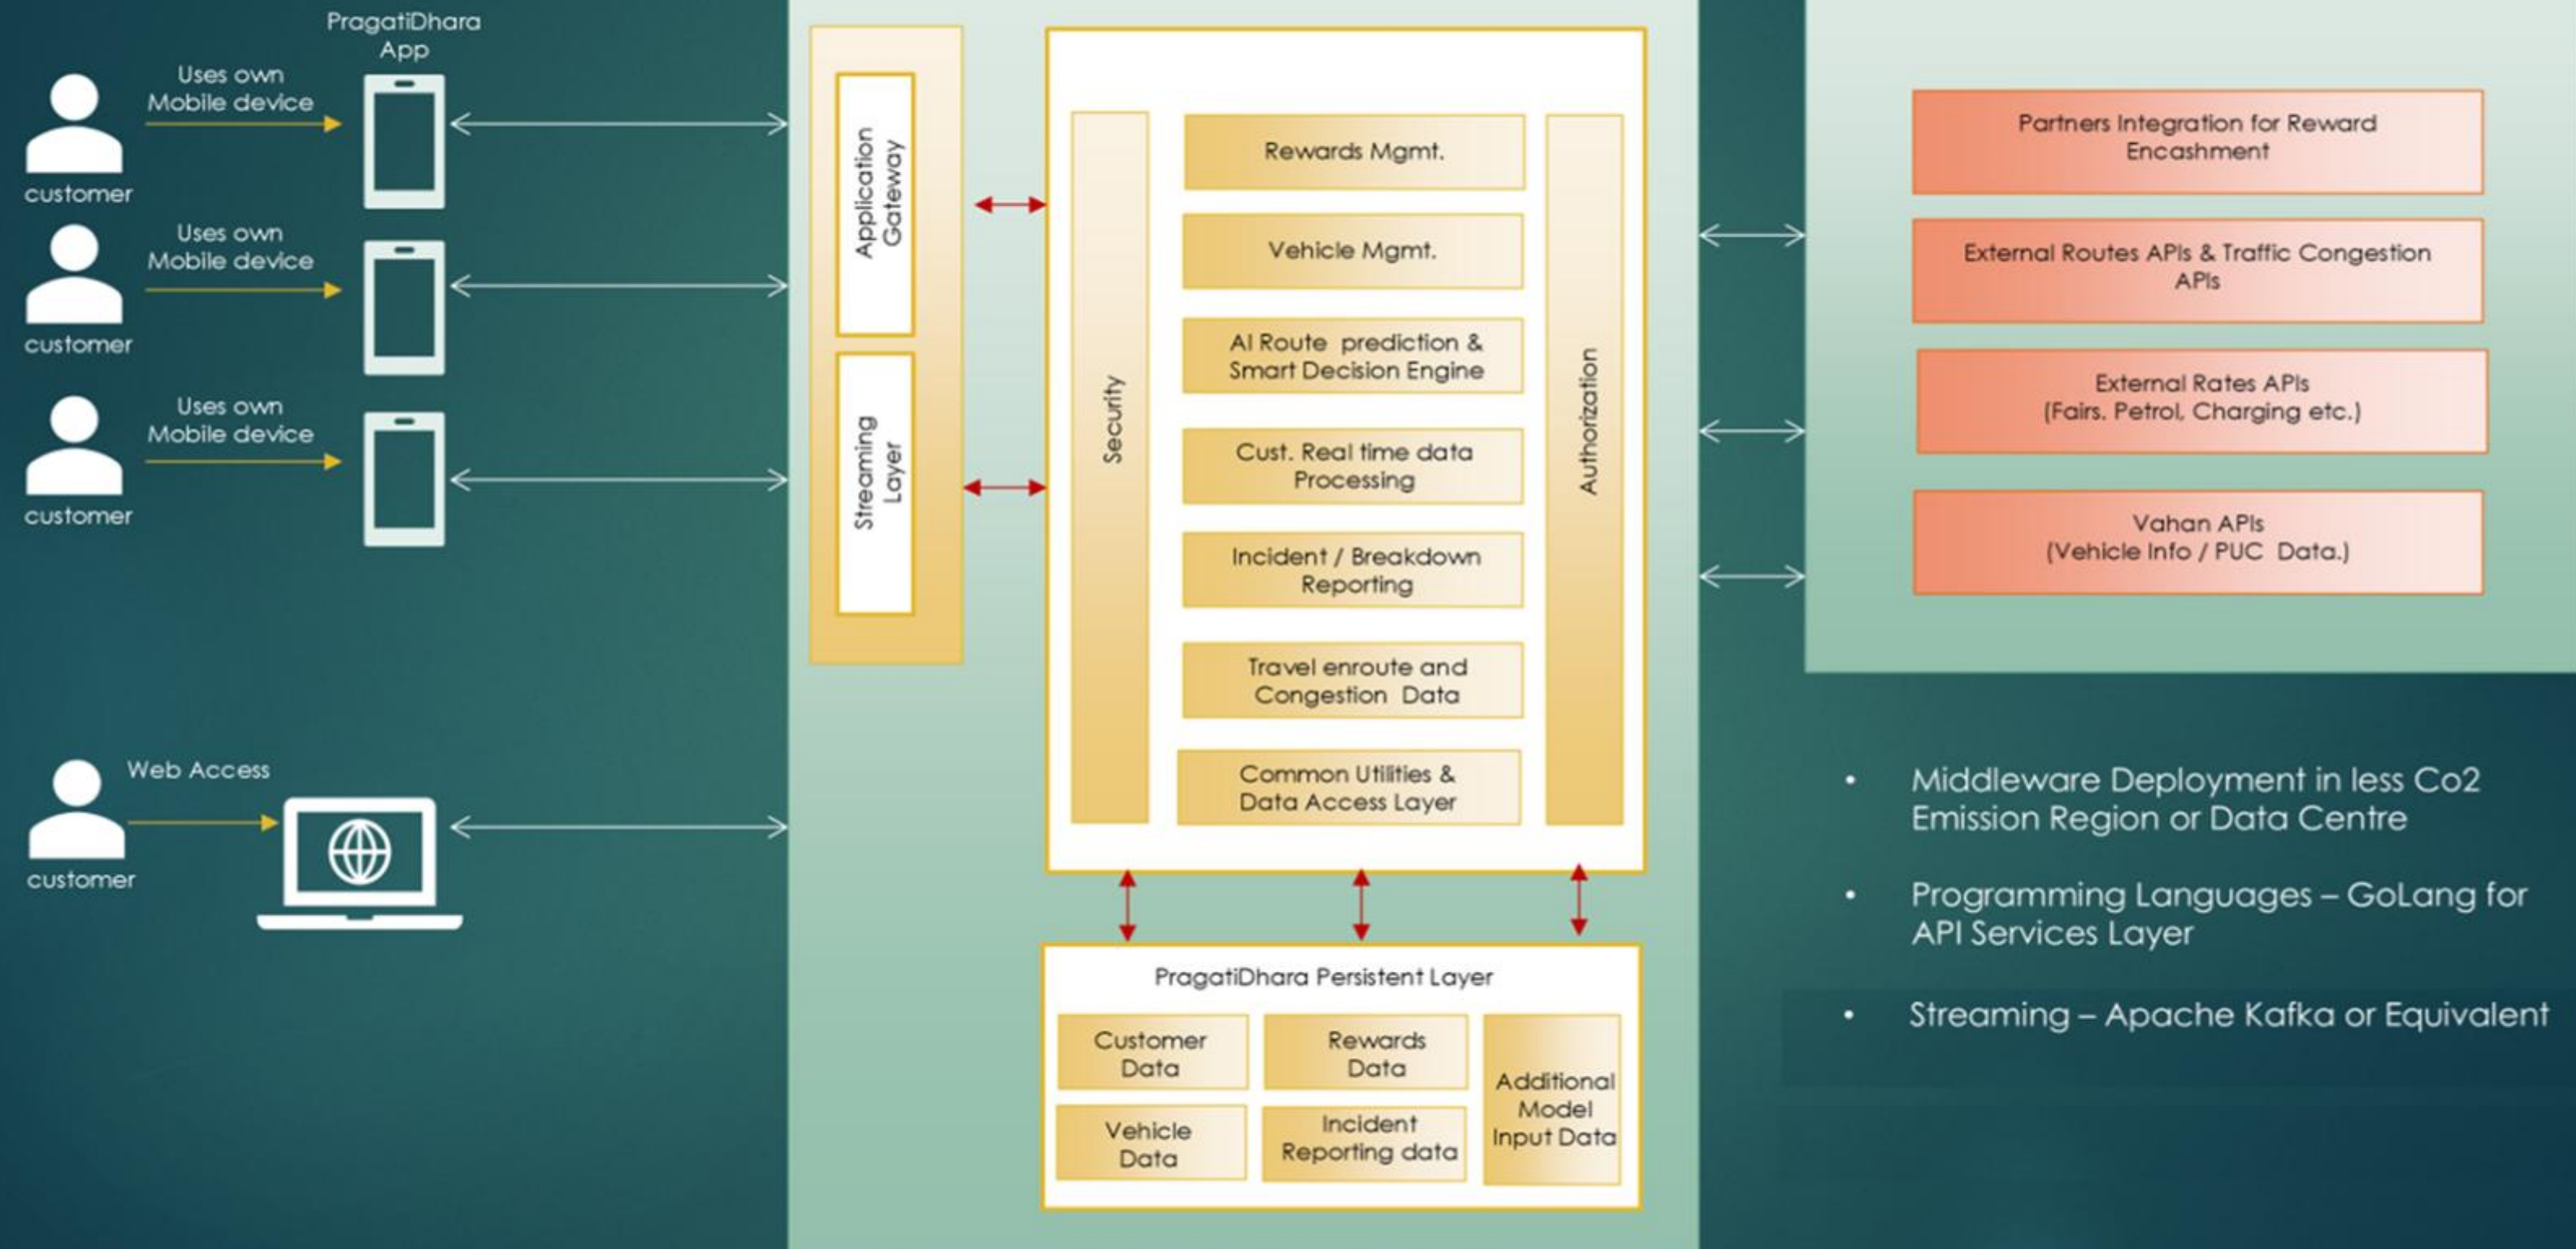 PragatiDhara
App
Uses own
Mobile device
customer
Uses own
Mobile device
customer
Uses own
Mobile device
customer
Web Access
customer
Application
Gateway
Streaming
Layer
Security
Rewards Mgmt.
Vehicle Mgmt.
AI Route prediction &
Smart Decision Engine
Cust. Real time data
Processing
Incident / Breakdown
Reporting
Travel enroute and
Congestion Data
Common Utilities &
Data Access Layer
Authorization
PragatiDhara Persistent Layer
Customer
Data
Rewards
Data
Vehicle
Data
Incident
Reporting data
Additional
Model
Input Data
Partners Integration for Reward
Encashment
External Routes APIs & Traffic Congestion
APIs
External Rates APIs
(Fairs. Petrol, Charging etc.)
Vahan APIs
(Vehicle Info / PUC Data.)
• Middleware Deployment in less Co2
Emission Region or Data Centre
• Programming Languages – GoLang for
API Services Layer
• Streaming – Apache Kafka or Equivalent